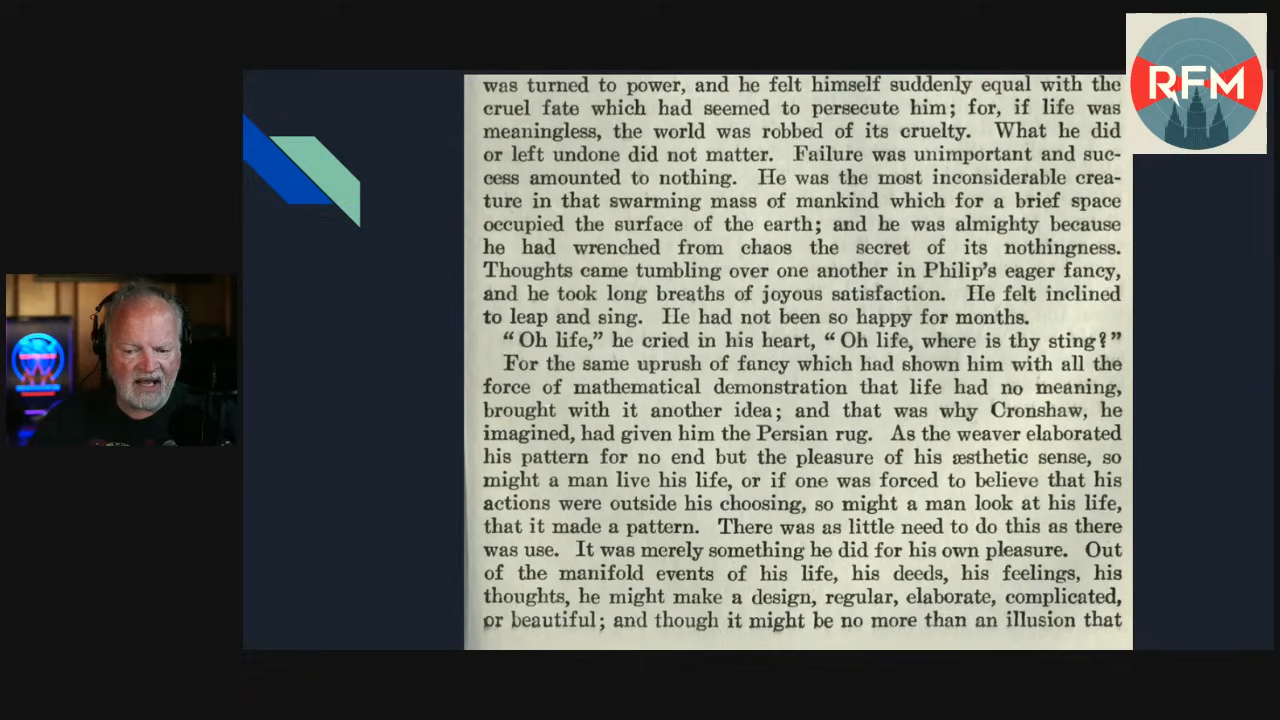 RFM
was turned to power, and he felt himself suddenly equal with the
cruel fate which had seemed to persecute him; for, if life was
meaningless, the world was robbed of its cruelty. What he did
or left undone did not matter. Failure was unimportant and suc-
cess amounted to nothing. He was the most inconsiderable crea-
ture in that swarming mass of mankind which for a brief space
occupied the surface of the earth; and he was almighty because
he had wrenched from chaos the secret of its nothingness.
Thoughts came tumbling over one another in Philip's eager fancy,
and he took long breaths of joyous satisfaction. He felt inclined
to leap and sing. He had not been so happy for months.
"Oh life," he cried in his heart, "Oh life, where is thy sting?"
For the same uprush of fancy which had shown him with all the
force of mathematical demonstration that life had no meaning,
brought with it another idea; and that was why Cronshaw, he
imagined, had given him the Persian rug. As the weaver elaborated
his pattern for no end but the pleasure of his æsthetic sense, so
might a man live his life, or if one was forced to believe that his
actions were outside his choosing, so might a man look at his life,
that it made a pattern. There was as little need to do this as there
was use. It was merely something he did for his own pleasure. Out
of the manifold events of his life, his deeds, his feelings, his
thoughts, he might make a design, regular, elaborate, complicated,
or beautiful; and though it might be no more than an illusion that